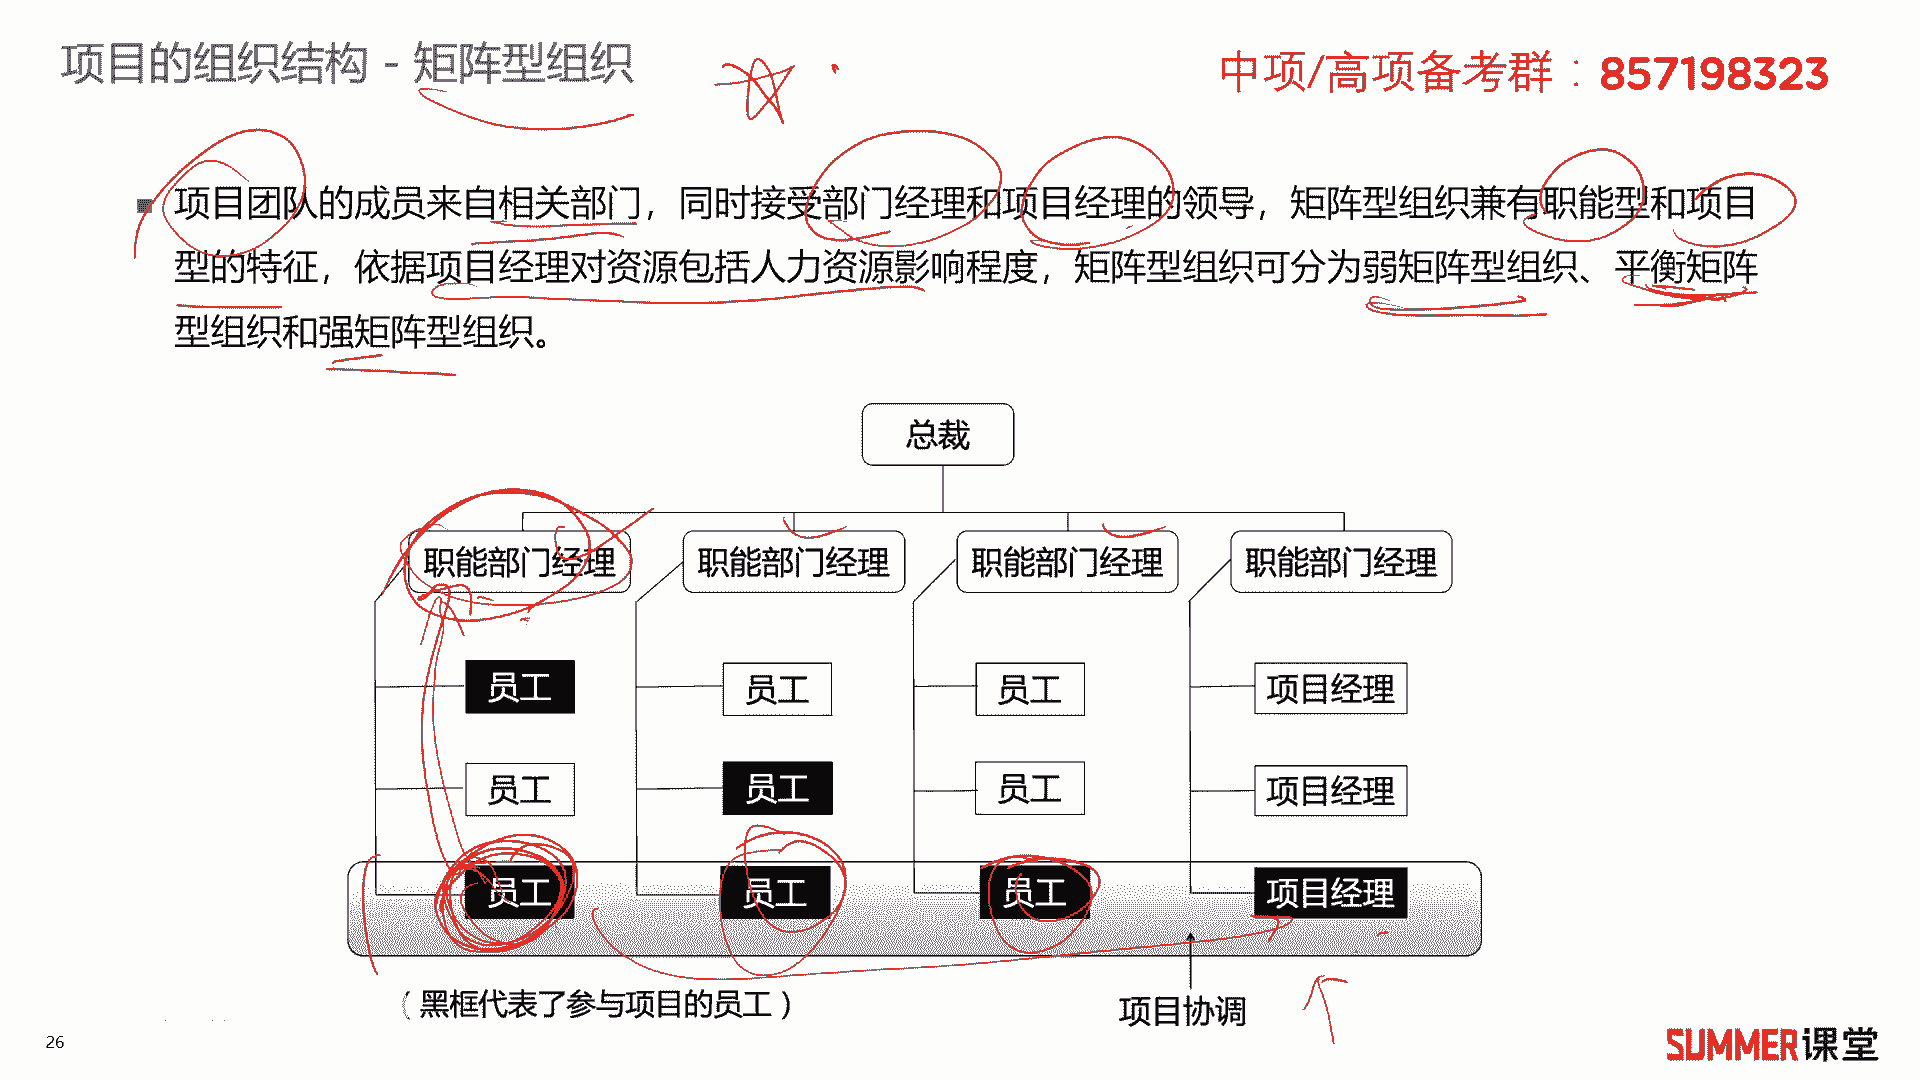 项目的组织结构 - 矩阵型组织
中项/高项备考群：857198323
项目团队的成员来自相关部门，同时接受部门经理和项目经理的领导，矩阵型组织兼有职能型和项目
型的特征，依据项目经理对资源包括人力资源影响程度，矩阵型组织可分为弱矩阵型组织、平衡矩阵
型组织和强矩阵型组织。
总裁
职能部门经理 职能部门经理 职能部门经理 职能部门经理
员工 员工 员工 项目经理
员工 员工 员工 项目经理
员工 员工 员工 项目经理
（黑框代表了参与项目的员工）
项目协调
26
SUMMER课堂